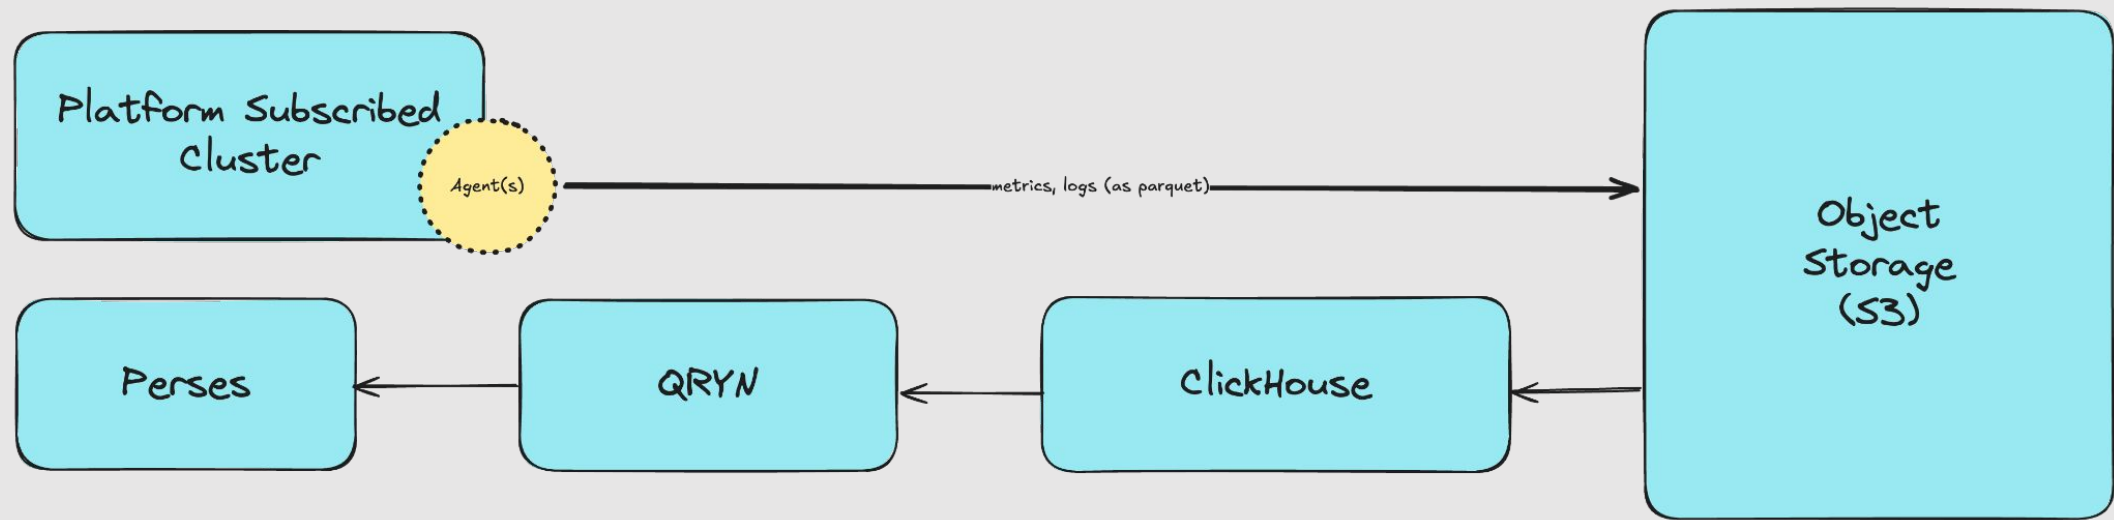 Platform Subscribed
Cluster
Agent(s)
metrics, logs (as parquet)
Object
Storage
(S3)
Perses
QRYN
ClickHouse